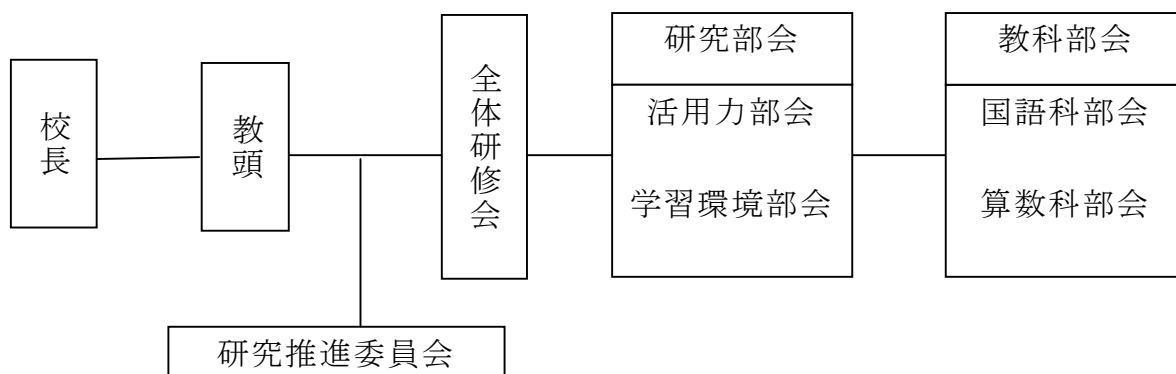 校長
教頭
全体研修会
研究部会
活用力部会
学習環境部会
教科部会
国語科部会
算数科部会
研究推進委員会